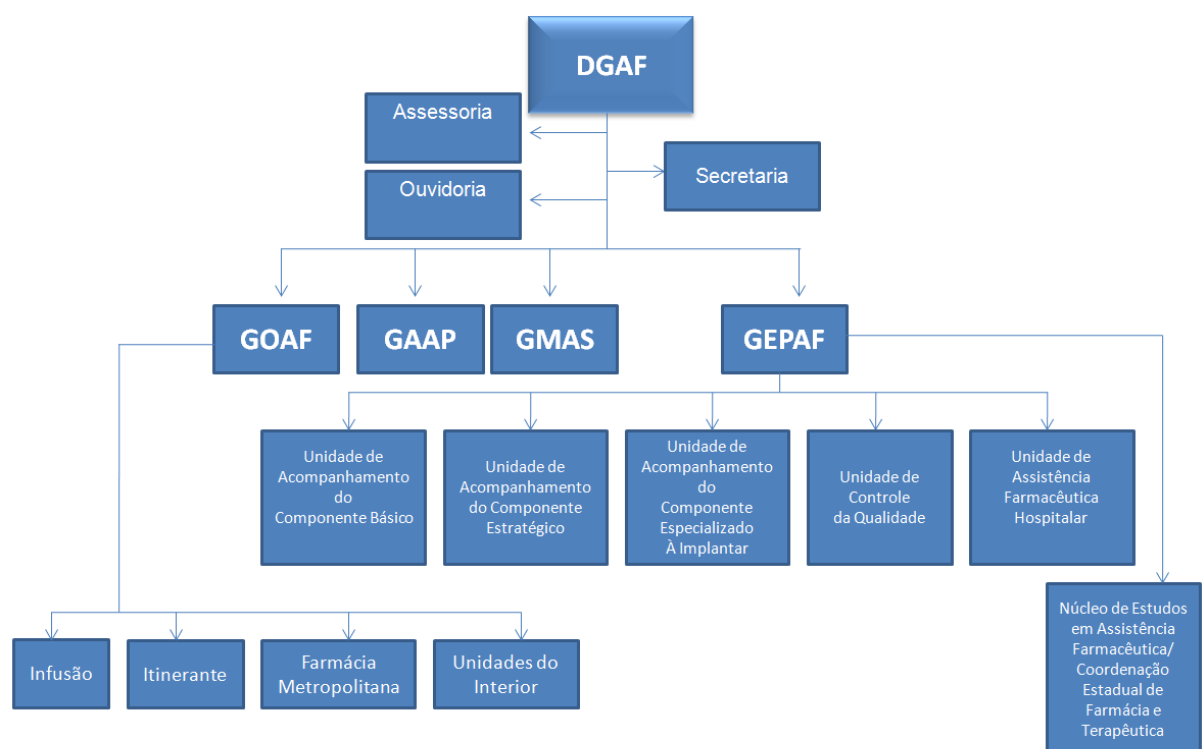 DGAF
Assessoria
Secretaria
Ouvidoria
GOAF
GAAP
GMAS
GEPAF
Unidade de
Acompanhamento
do
Componente Básico
Unidade de
Acompanhamento
do Componente
Estratégico
Unidade de
Acompanhamento
do
Componente
Especializado
À Implantar
Unidade de
Controle
da Qualidade
Unidade de
Assistência
Farmacêutica
Hospitalar
Infusão
Itinerante
Farmácia
Metropolitana
Unidades do
Interior
Núcleo de Estudos
em Assistência
Farmacêutica/
Coordenação
Estadual de
Farmácia e
Terapêutica